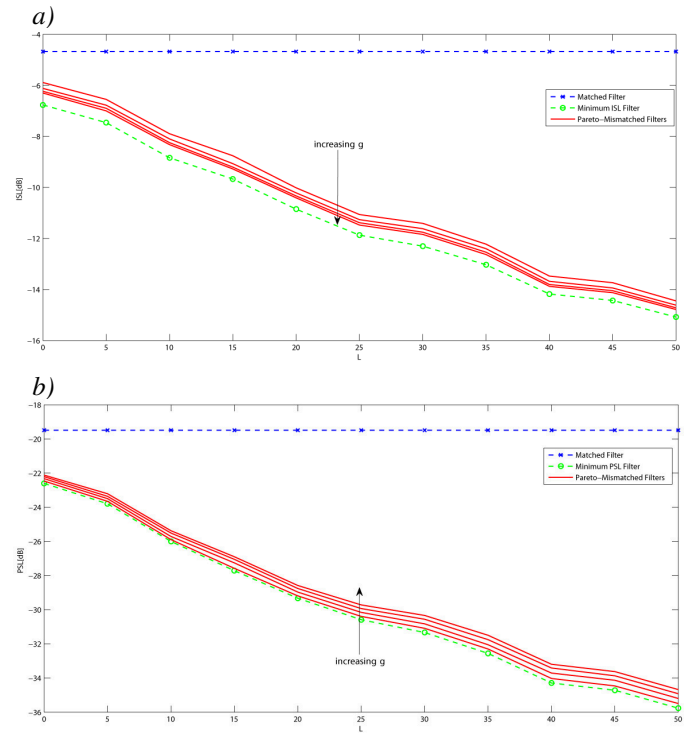 a)
−4
−6
−8
−10
−12
−14
−16
ISL[dB]
Matched Filter
Minimum ISL Filter
Pareto−Mismatched Filters
increasing g
0 5 10 15 20 25 30 35 40 45 50
L
b)
−18
−20
−22
−24
−26
−28
−30
−32
−34
−36
PSL[dB]
Matched Filter
Minimum PSL Filter
Pareto−Mismatched Filters
increasing g
0 5 10 15 20 25 30 35 40 45 50
L